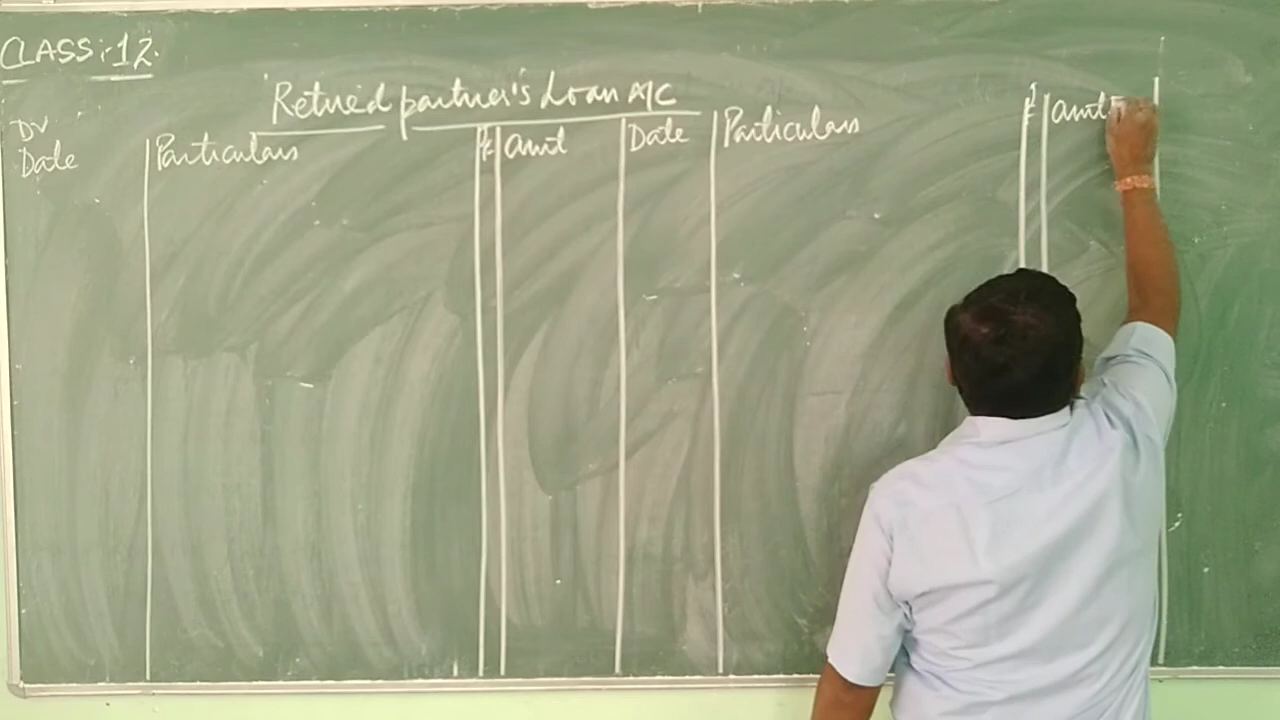 CLASS:-12.
Retired partner's Loan A/C
Dr
Date Particulars Amt Date Particulars Amt